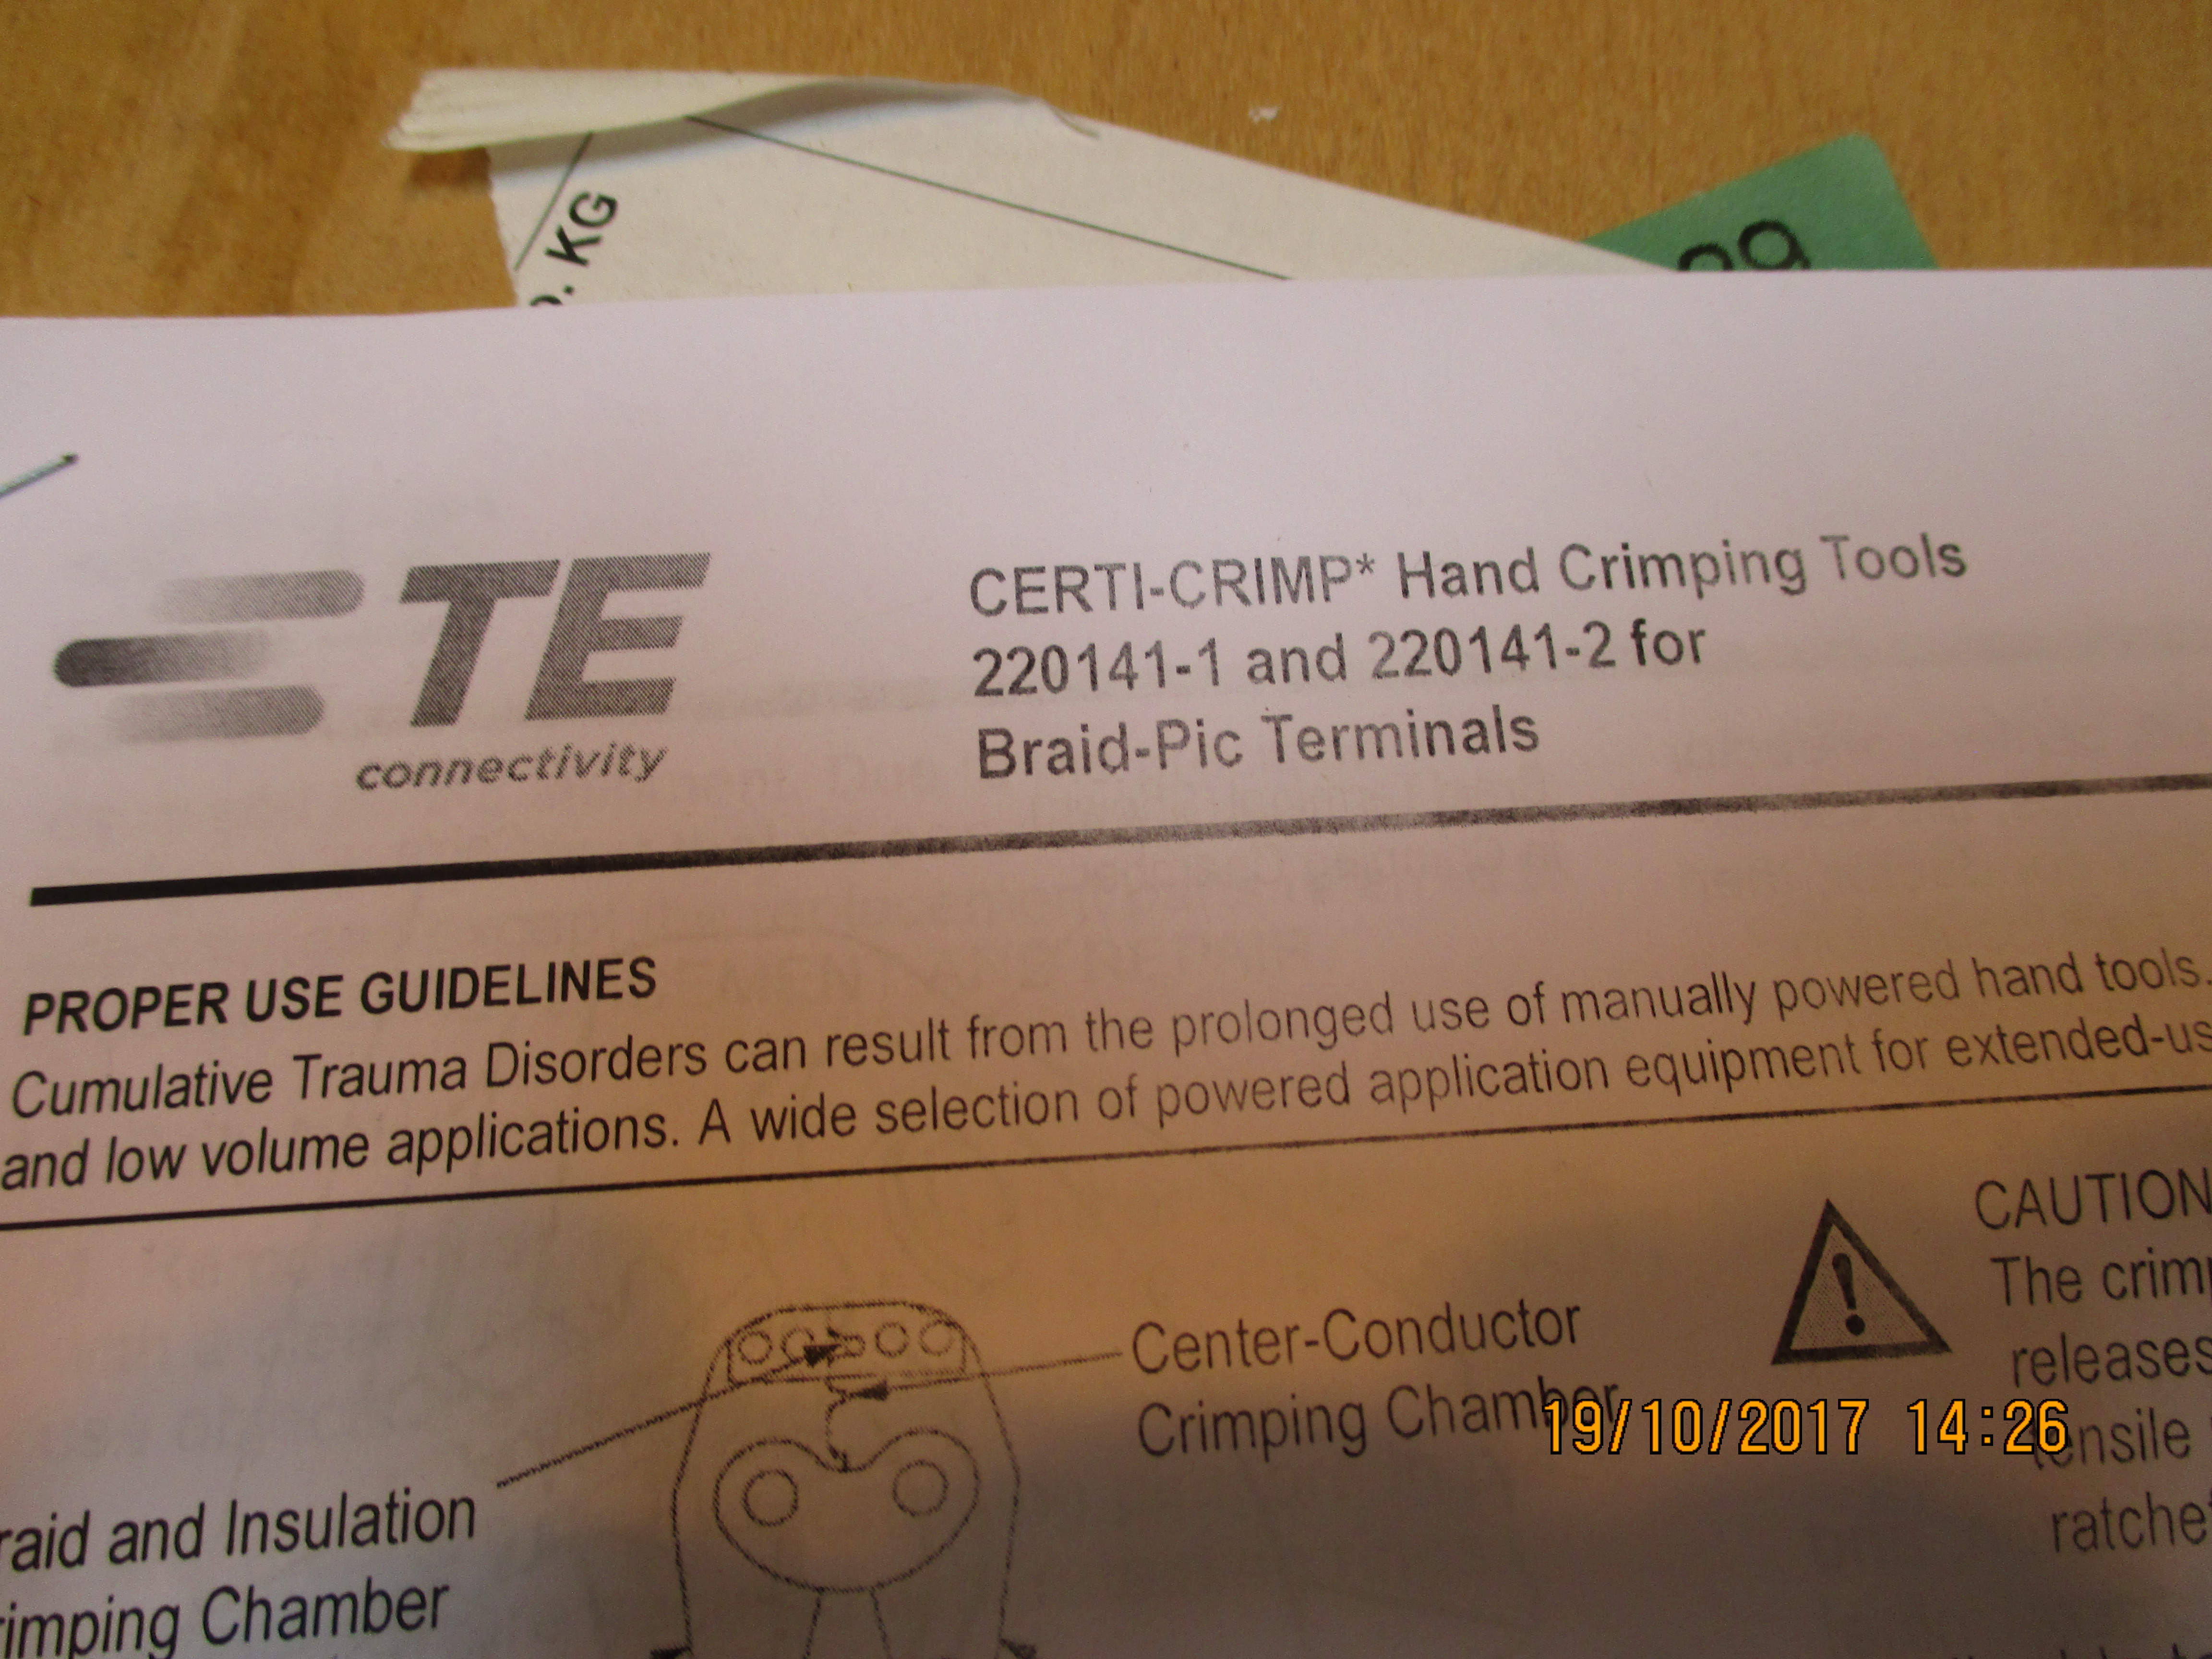 KG
TE
connectivity
CERTI-CRIMP* Hand Crimping Tools
220141-1 and 220141-2 for
Braid-Pic Terminals
PROPER USE GUIDELINES
Cumulative Trauma Disorders can result from the prolonged use of manually powered hand tools.
and low volume applications. A wide selection of powered application equipment for extended-us
CAUTION
The crimp
releases
tensile
ratchet
Center-Conductor
Crimping Chamber
raid and Insulation
rimping Chamber
19/10/2017 14:26